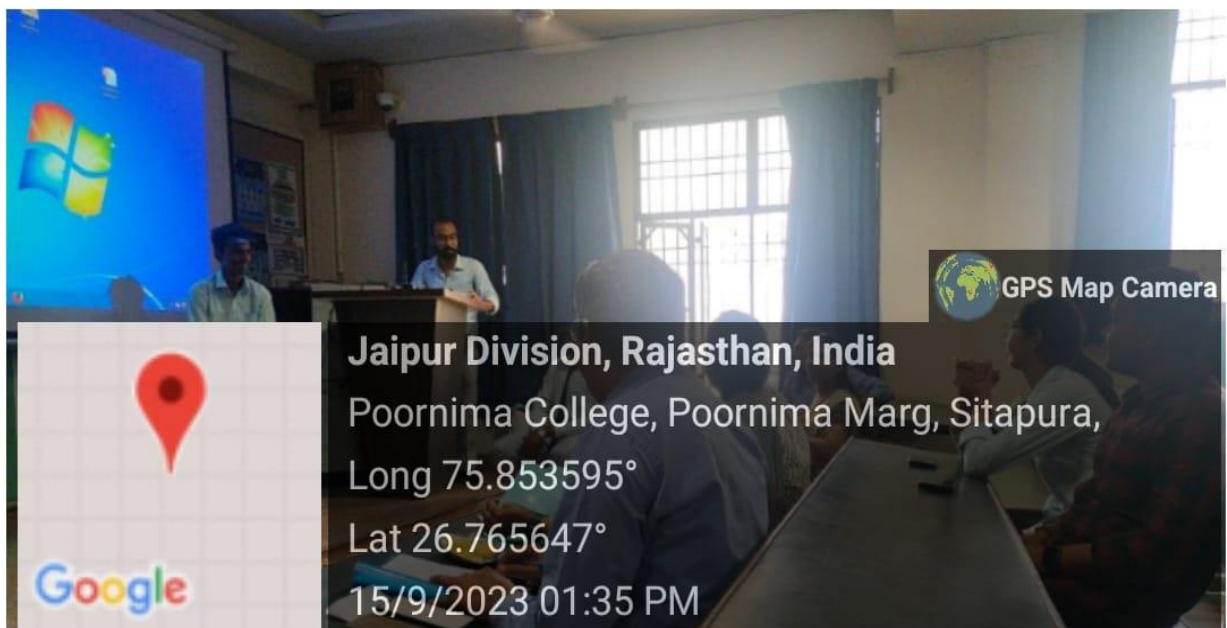 GPS Map Camera
Jaipur Division, Rajasthan, India
Poornima College, Poornima Marg, Sitapura,
Long 75.853595°
Lat 26.765647°
15/9/2023 01:35 PM
Google